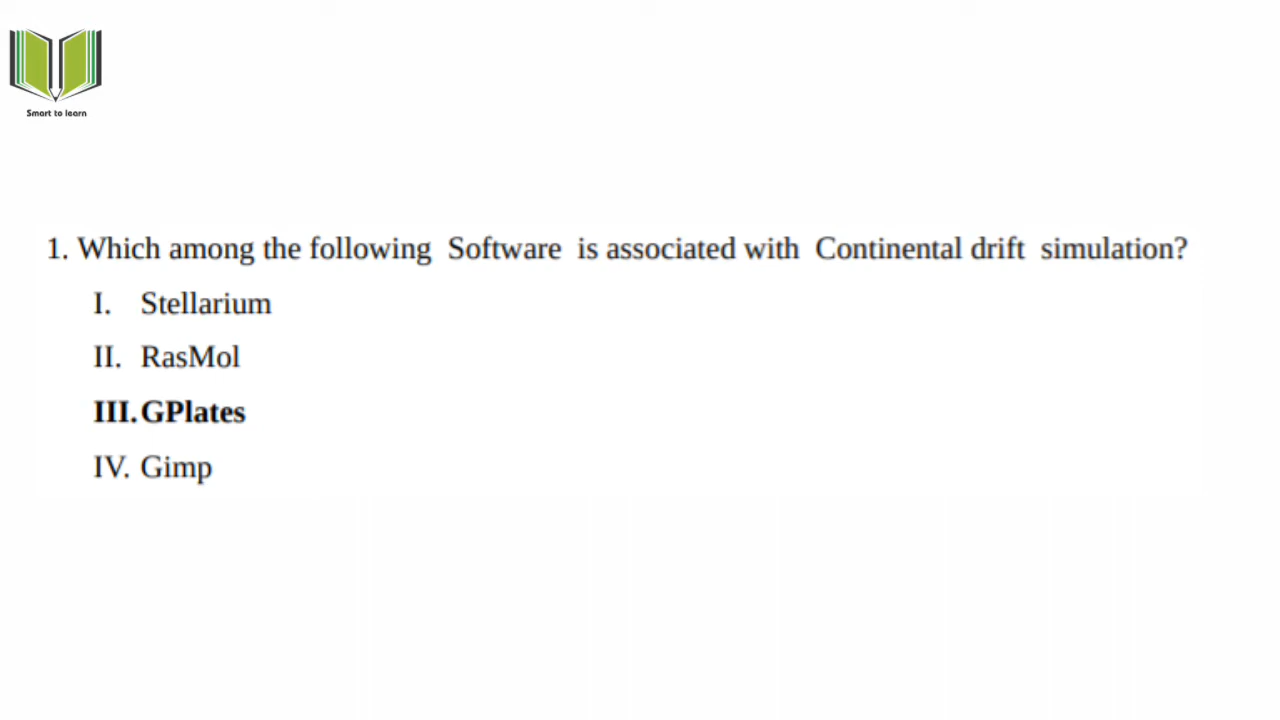 Smart to learn
1. Which among the following Software is associated with Continental drift simulation?
I. Stellarium
II. RasMol
III. GPlates
IV. Gimp